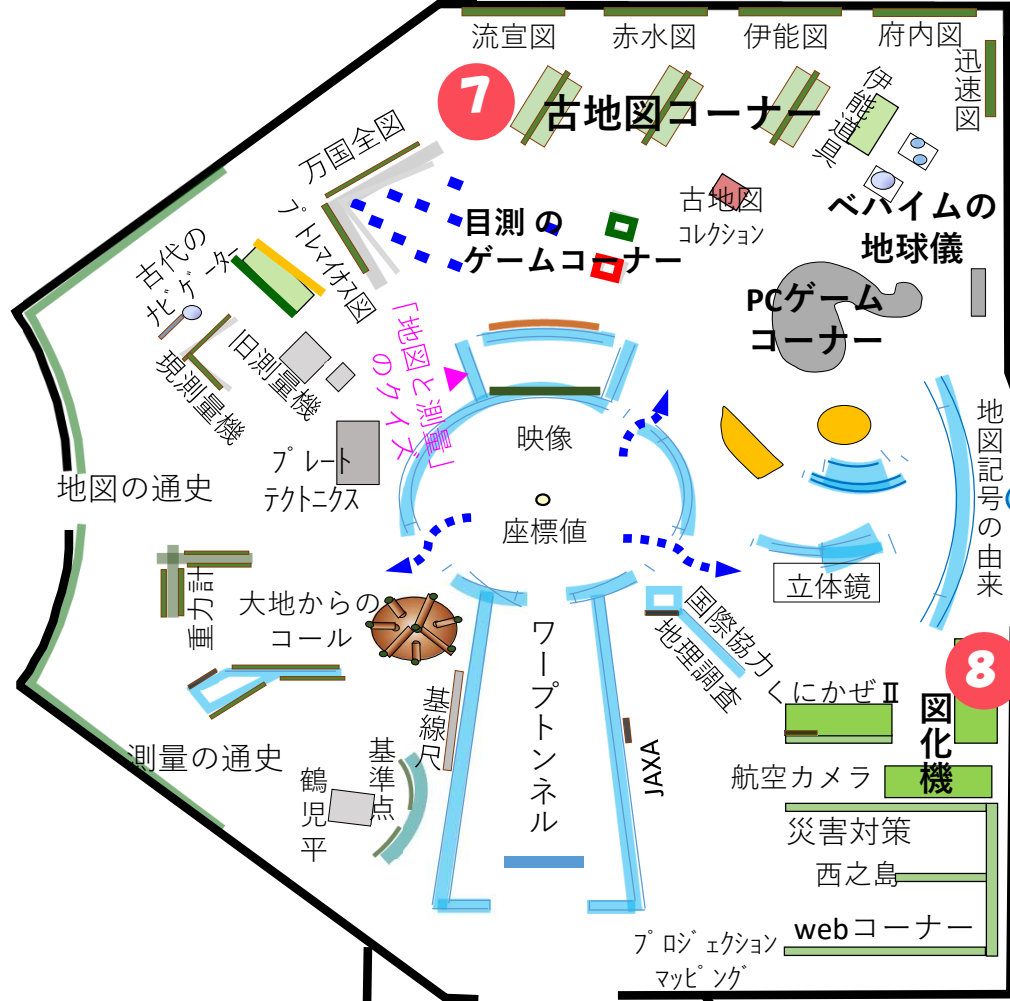 流宣図
赤水図
伊能図
府内図
迅速図
7
古地図コーナー
伊能道具
万国全図
プトレマイオス図
目測の
ゲームコーナー
古地図
コレクション
ベハイムの
地球儀
古代の
ナビゲーター
現測量機
旧測量機
「地図と測量」
のクイズ
PCゲーム
コーナー
映像
プレート
テクトニクス
地図の通史
座標値
地図記号の由来
立体鏡
重力計
大地からの
コール
ワープトンネル
国際協力
地理調査
8
くにかぜⅡ
図化機
基線尺
測量の通史
基準点
鶴児平
JAXA
航空カメラ
災害対策
西之島
webコーナー
プロジェクション
マッピング